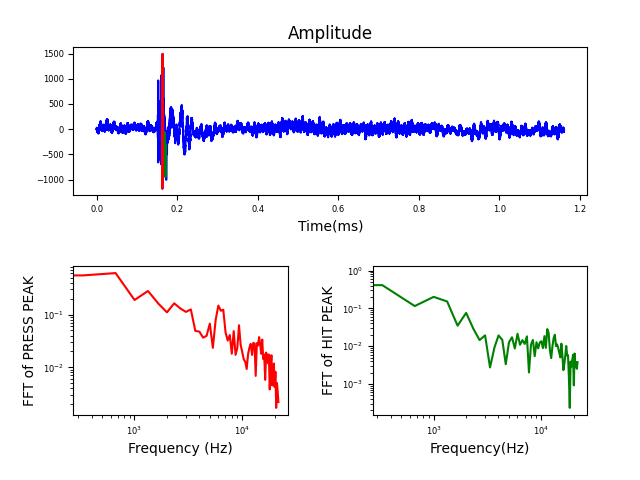 Amplitude
1500
1000
500
0
−500
−1000
0.0 0.2 0.4 0.6 0.8 1.0 1.2
Time(ms)
FFT of PRESS PEAK
10⁻¹
10⁻²
10³ 10⁴
Frequency (Hz)
FFT of HIT PEAK
10⁰
10⁻¹
10⁻²
10⁻³
10³ 10⁴
Frequency(Hz)